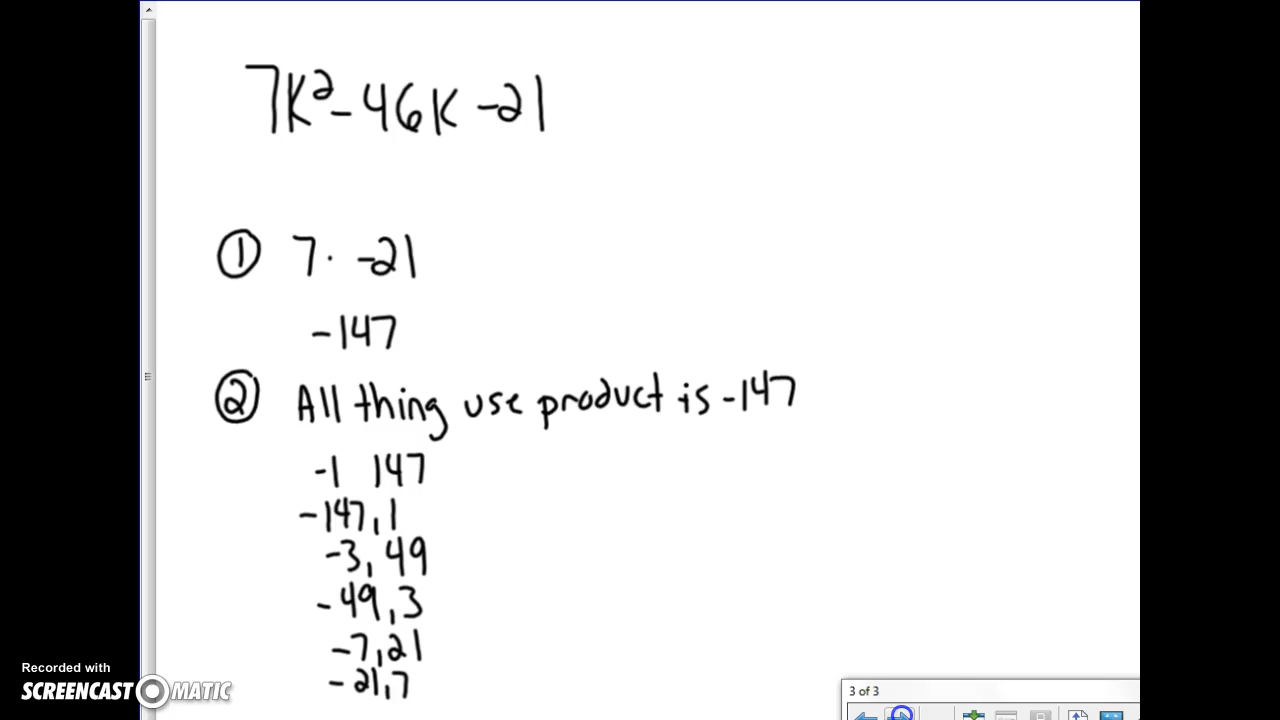 7k² - 46k - 21
① 7 · -21
-147
② All thing use product is -147
-1 147
-147, 1
-3, 49
-49, 3
-7, 21
-21, 7
Recorded with
SCREENCAST O MATIC
3 of 3